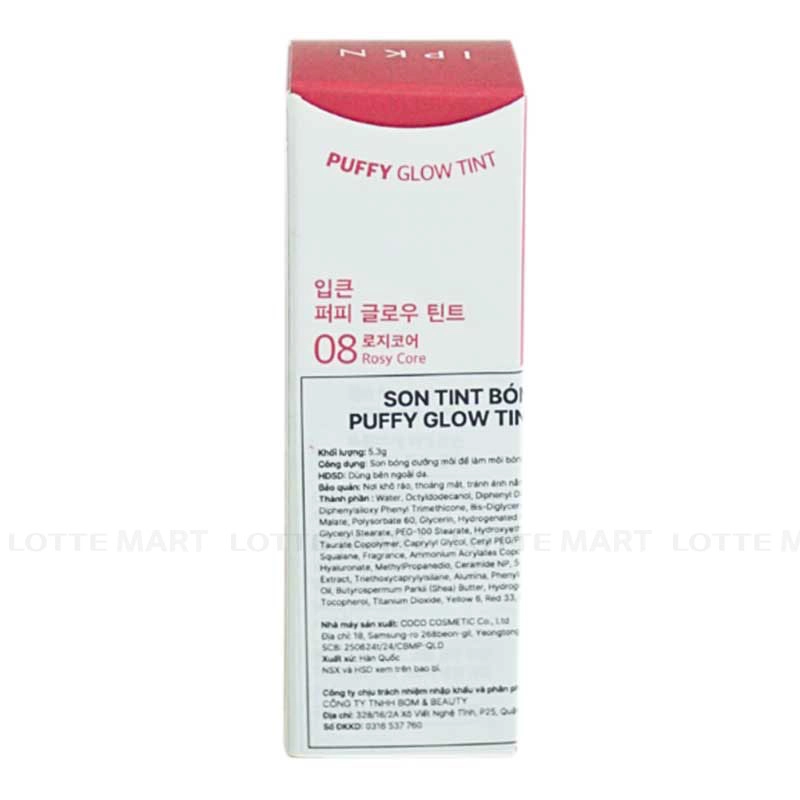 IPKN
PUFFY GLOW TINT
입큰
퍼피 글로우 틴트
08 로지코어
Rosy Core
SON TINT BÓ
PUFFY GLOW TIN
Khối lượng: 5.3g
Công dụng: Son bóng dưỡng môi để làm môi bón
HDSD: Dùng bên ngoài da.
Bảo quản: Nơi khô ráo, thoáng mát, tránh ánh nắ
Thành phần : Water, Octyldodecanol, Diphenyl D
Diphenylsiloxy Phenyl Trimethicone, Bis-Diglycer
Malate, Polysorbate 60, Glycerin, Hydrogenated
Glyceryl Stearate, PEG-100 Stearate, Hydroxyeth
Taurate Copolymer, Caprylyl Glycol, Cetyl PEG/P
Squalane, Fragrance, Ammonium Acrylates Copo
Hyaluronate, MethylPropanedio, Ceramide NP, S
Extract, Triethoxycaprylylsilane, Alumina, Pheny
Oil, Butyrospermum Parkii (Shea) Butter, Hydrog
Tocopherol, Titanium Dioxide, Yellow 6, Red 33,
Nhà máy sản xuất: COCO COSMETIC Co., Ltd
Địa chỉ: 18, Samsung-ro 268beon-gil, Yeongtong
SCB: 250624t/24/CBMP-QLD
Xuất xứ: Hàn Quốc
NSX và HSD xem trên bao bì.
Công ty chịu trách nhiệm nhập khẩu và phân ph
CÔNG TY TNHH BOM & BEAUTY
Địa chỉ: 328/16/2A Xô Viết Nghệ Tĩnh, P25, Quậ
Số ĐKKD: 0316 537 760
LOTTE MART LOTTE MART LOTTE MART LOTTE MART